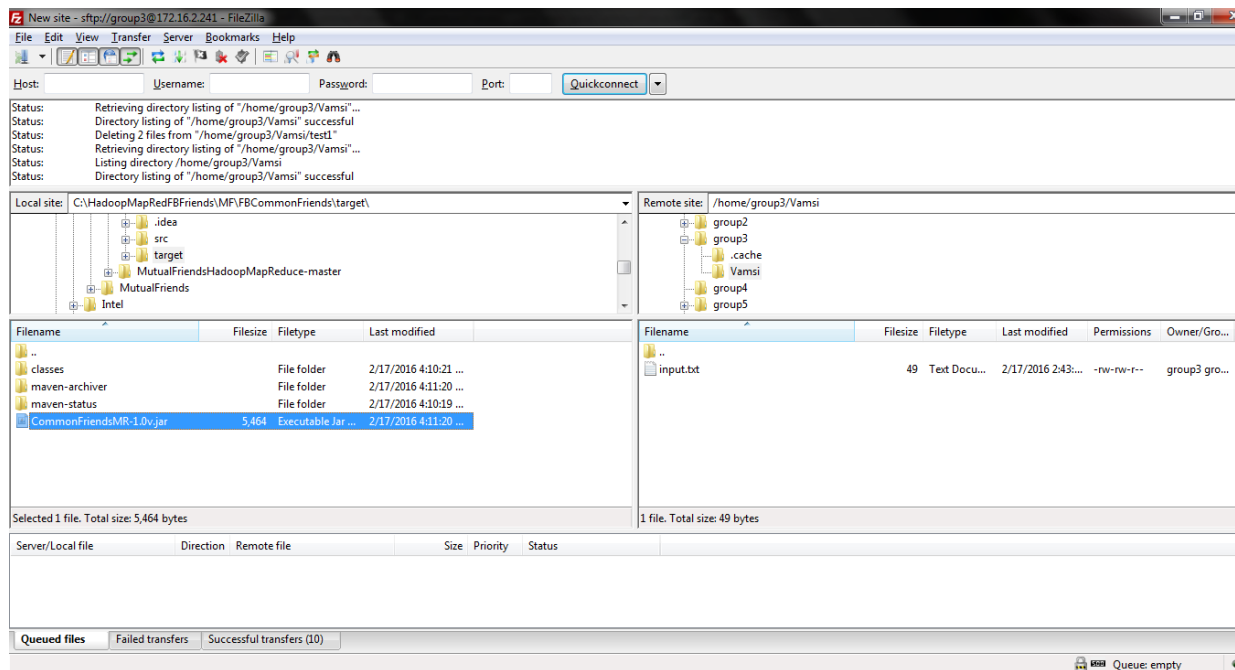 New site - sftp://group3@172.16.2.241 - FileZilla
File Edit View Transfer Server Bookmarks Help
Host: Username: Password: Port: Quickconnect
Status: Retrieving directory listing of "/home/group3/Vamsi"...
Status: Directory listing of "/home/group3/Vamsi" successful
Status: Deleting 2 files from "/home/group3/Vamsi/test1"
Status: Retrieving directory listing of "/home/group3/Vamsi"...
Status: Listing directory /home/group3/Vamsi
Status: Directory listing of "/home/group3/Vamsi" successful
Local site: C:\HadoopMapRedFBFriends\MF\FBCommonFriends\target\
.idea
src
target
MutualFriendsHadoopMapReduce-master
MutualFriends
Intel
Filename Filesize Filetype Last modified
..
classes File folder 2/17/2016 4:10:21 ...
maven-archiver File folder 2/17/2016 4:11:20 ...
maven-status File folder 2/17/2016 4:10:19 ...
CommonFriendsMR-1.0v.jar 5,464 Executable Jar ... 2/17/2016 4:11:20 ...
Selected 1 file. Total size: 5,464 bytes
Remote site: /home/group3/Vamsi
group2
group3
.cache
Vamsi
group4
group5
Filename Filesize Filetype Last modified Permissions Owner/Gro...
..
input.txt 49 Text Docu... 2/17/2016 2:43:... -rw-rw-r-- group3 gro...
1 file. Total size: 49 bytes
Server/Local file Direction Remote file Size Priority Status
Queued files Failed transfers Successful transfers (10)
Queue: empty